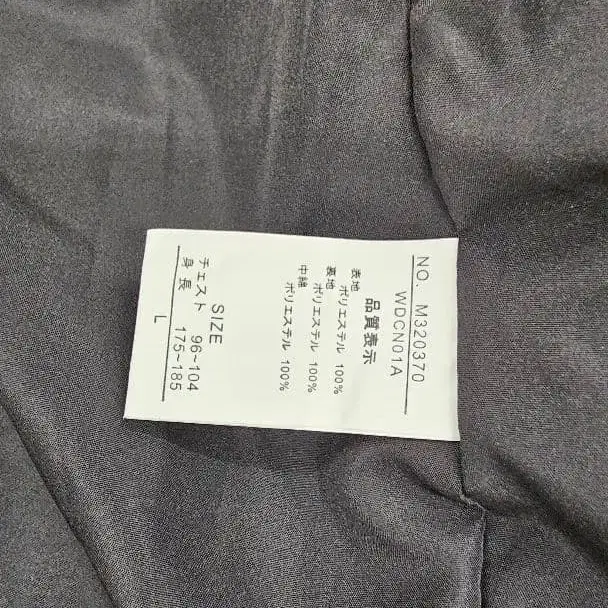 NO. M320370
WDCN01A
品質表示
表地
ポリエステル 100%
裏地
ポリエステル 100%
中綿
ポリエステル 100%
SIZE
チェスト 96~104
身長 175~185
L